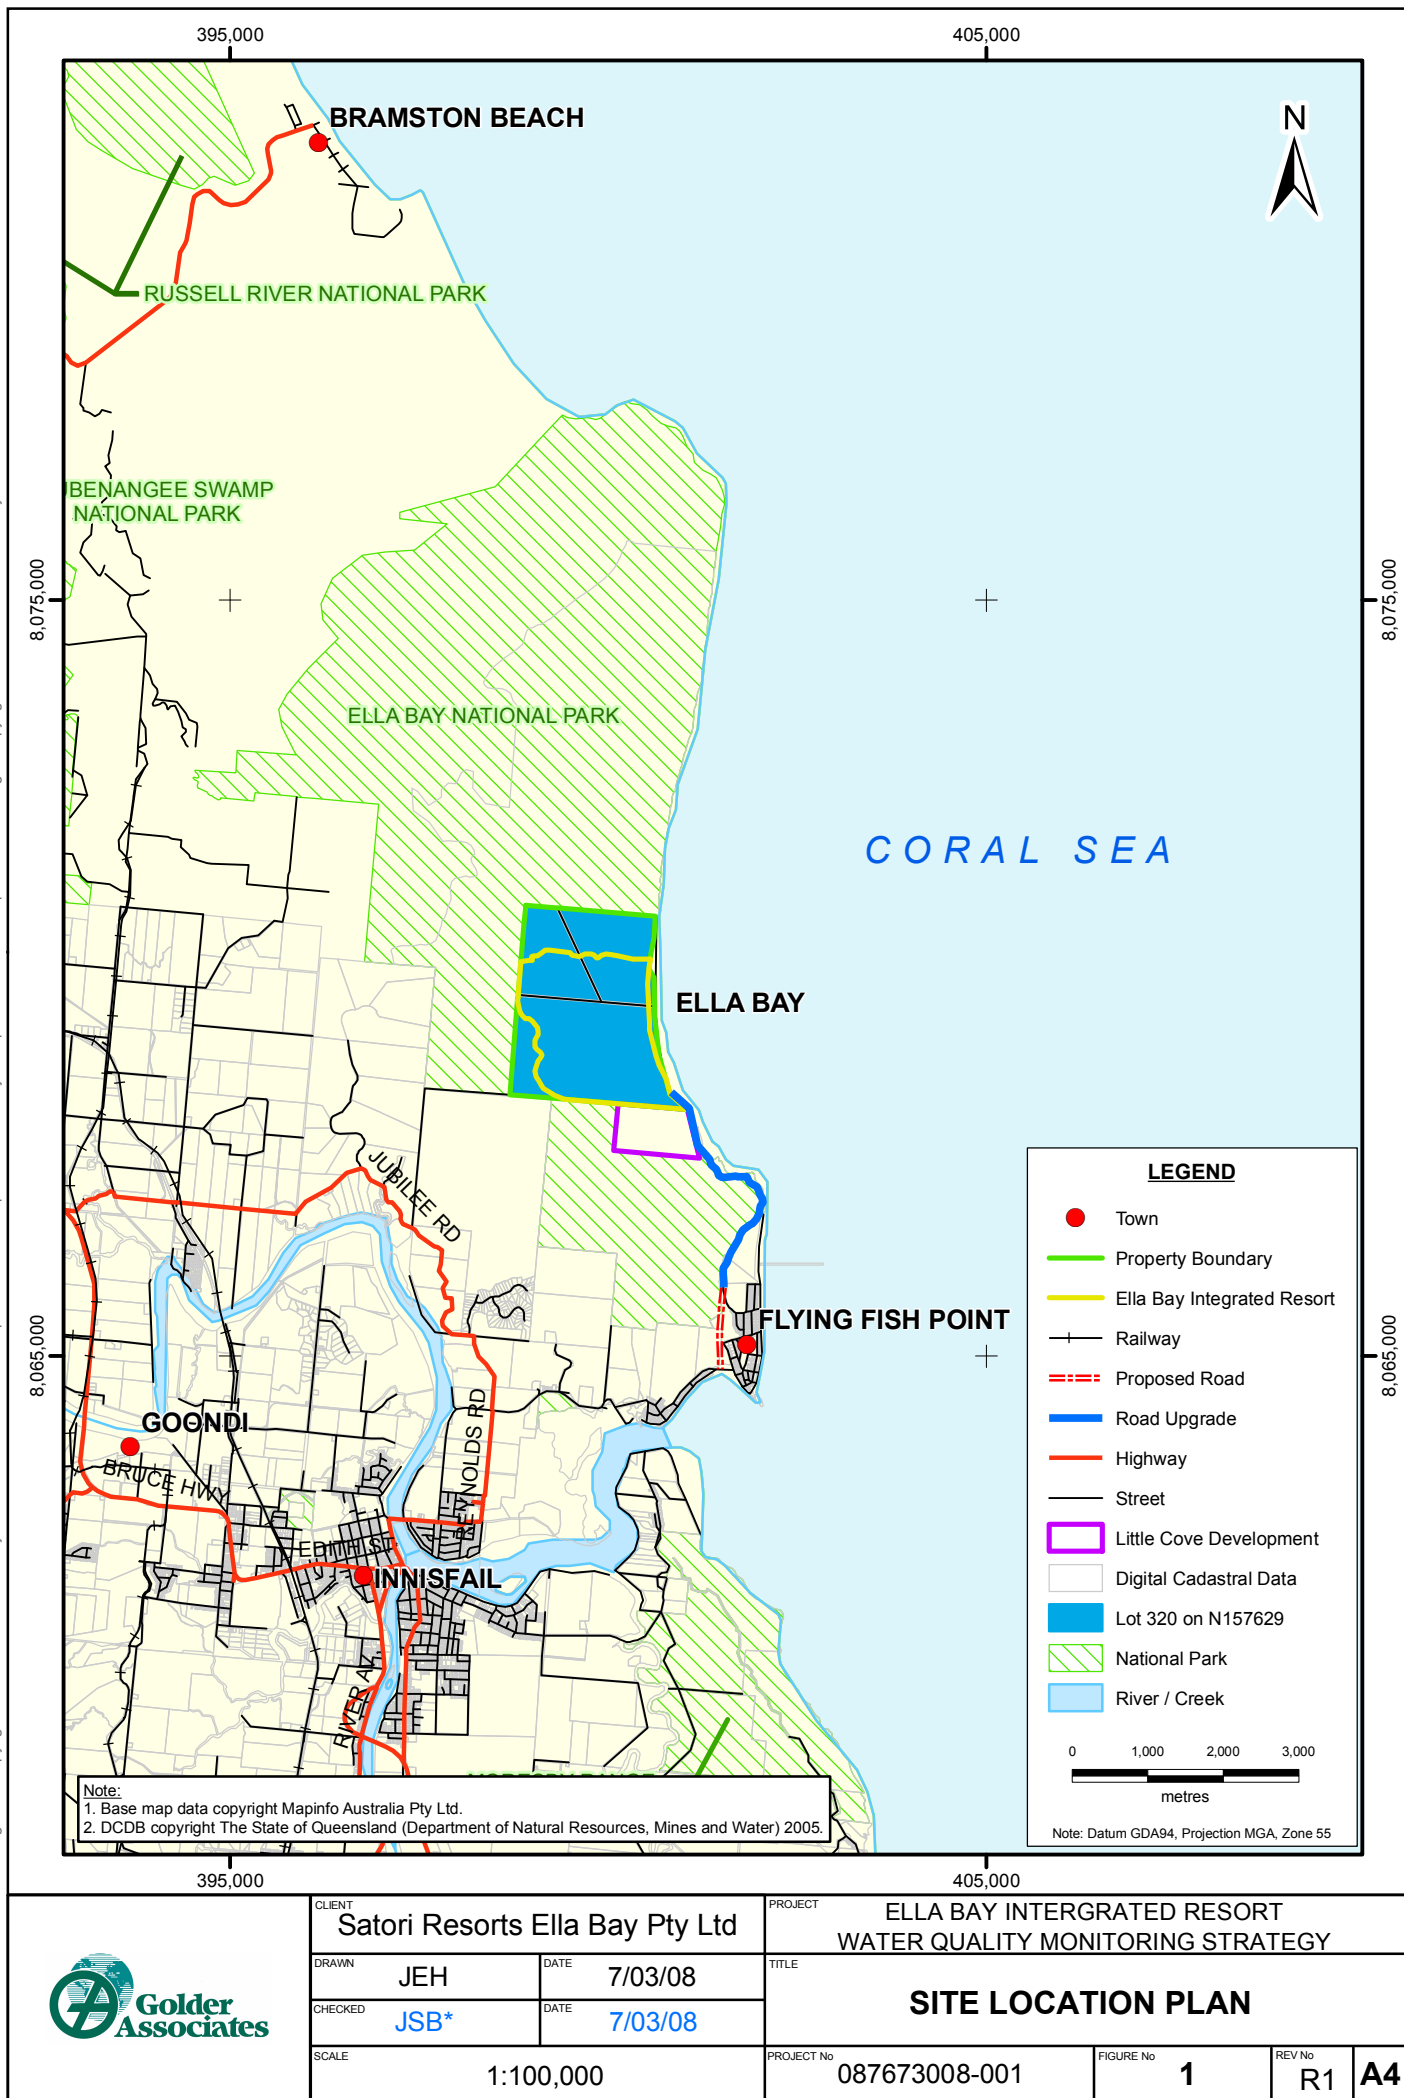 395,000
405,000
BRAMSTON BEACH
N
RUSSELL RIVER NATIONAL PARK
UBENANGEE SWAMP
NATIONAL PARK
8,075,000
8,075,000
ELLA BAY NATIONAL PARK
CORAL SEA
ELLA BAY
JUBILEE RD
FLYING FISH POINT
8,065,000
8,065,000
GOONDI
BRUCE HWY
REYNOLDS RD
EDITH ST
INNISFAIL
RIVER AV
LEGEND
Town
Property Boundary
Ella Bay Integrated Resort
Railway
Proposed Road
Road Upgrade
Highway
Street
Little Cove Development
Digital Cadastral Data
Lot 320 on N157629
National Park
River / Creek
0 1,000 2,000 3,000
metres
Note: Datum GDA94, Projection MGA, Zone 55
Note:
1. Base map data copyright Mapinfo Australia Pty Ltd.
2. DCDB copyright The State of Queensland (Department of Natural Resources, Mines and Water) 2005.
395,000
405,000
Golder
Associates
CLIENT
Satori Resorts Ella Bay Pty Ltd
PROJECT
ELLA BAY INTERGRATED RESORT
WATER QUALITY MONITORING STRATEGY
DRAWN
JEH
DATE
7/03/08
TITLE
SITE LOCATION PLAN
CHECKED
JSB*
DATE
7/03/08
SCALE
1:100,000
PROJECT No
087673008-001
FIGURE No
1
REV No
R1
A4